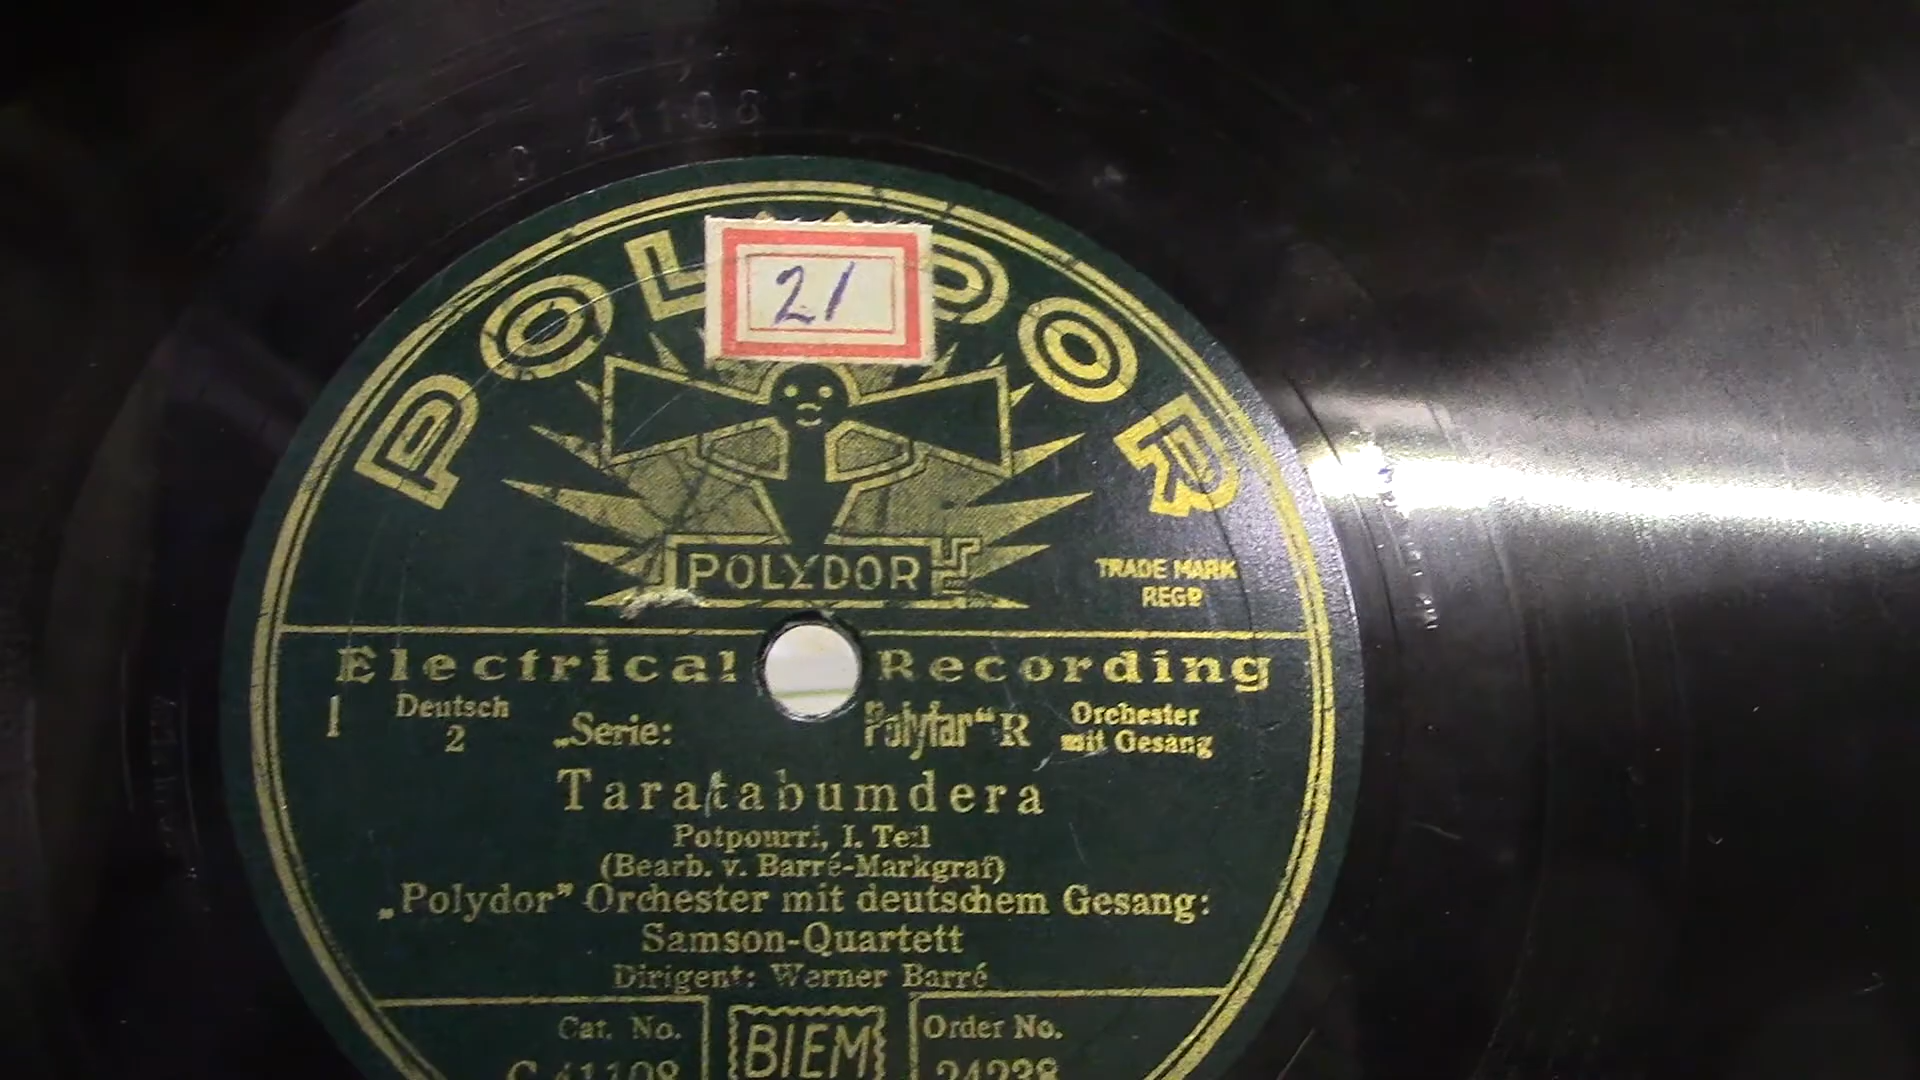 C 41108
POLYDOR
21
POLYDOR
TRADE MARK
REGD
Electrical Recording
1
Deutsch
2
„Serie: Polyfar“ R
Orchester
mit Gesang
Taratabumdera
Potpourri, I. Teil
(Bearb. v. Barré-Markgraf)
„Polydor” Orchester mit deutschem Gesang:
Samson-Quartett
Dirigent: Werner Barré
Cat. No.
C 41108
BIEM
Order No.
24238